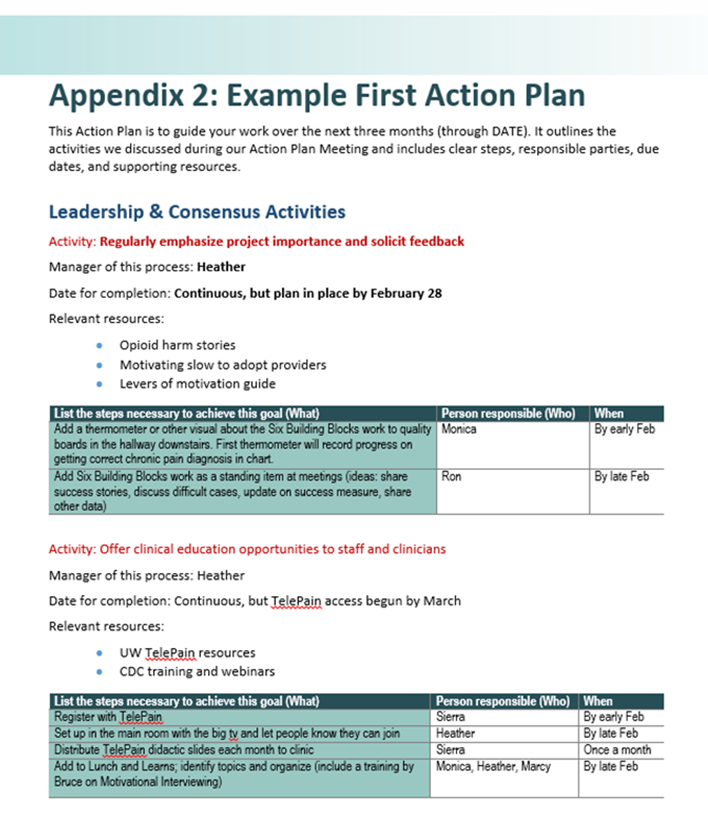 Appendix 2: Example First Action Plan
This Action Plan is to guide your work over the next three months (through DATE). It outlines the
activities we discussed during our Action Plan Meeting and includes clear steps, responsible parties, due
dates, and supporting resources.
Leadership & Consensus Activities
Activity: Regularly emphasize project importance and solicit feedback
Manager of this process: Heather
Date for completion: Continuous, but plan in place by February 28
Relevant resources:
• Opioid harm stories
• Motivating slow to adopt providers
• Levers of motivation guide
List the steps necessary to achieve this goal (What) Person responsible (Who) When
Add a thermometer or other visual about the Six Building Blocks work to quality Monica By early Feb
boards in the hallway downstairs. First thermometer will record progress on
getting correct chronic pain diagnosis in chart.
Add Six Building Blocks work as a standing item at meetings (ideas: share Ron By late Feb
success stories, discuss difficult cases, update on success measure, share
other data)
Activity: Offer clinical education opportunities to staff and clinicians
Manager of this process: Heather
Date for completion: Continuous, but TelePain access begun by March
Relevant resources:
• UW TelePain resources
• CDC training and webinars
List the steps necessary to achieve this goal (What) Person responsible (Who) When
Register with TelePain Sierra By early Feb
Set up in the main room with the big ty and let people know they can join Heather By late Feb
Distribute TelePain didactic slides each month to clinic Sierra Once a month
Add to Lunch and Learns; identify topics and organize (include a training by Monica, Heather, Marcy By late Feb
Bruce on Motivational Interviewing)